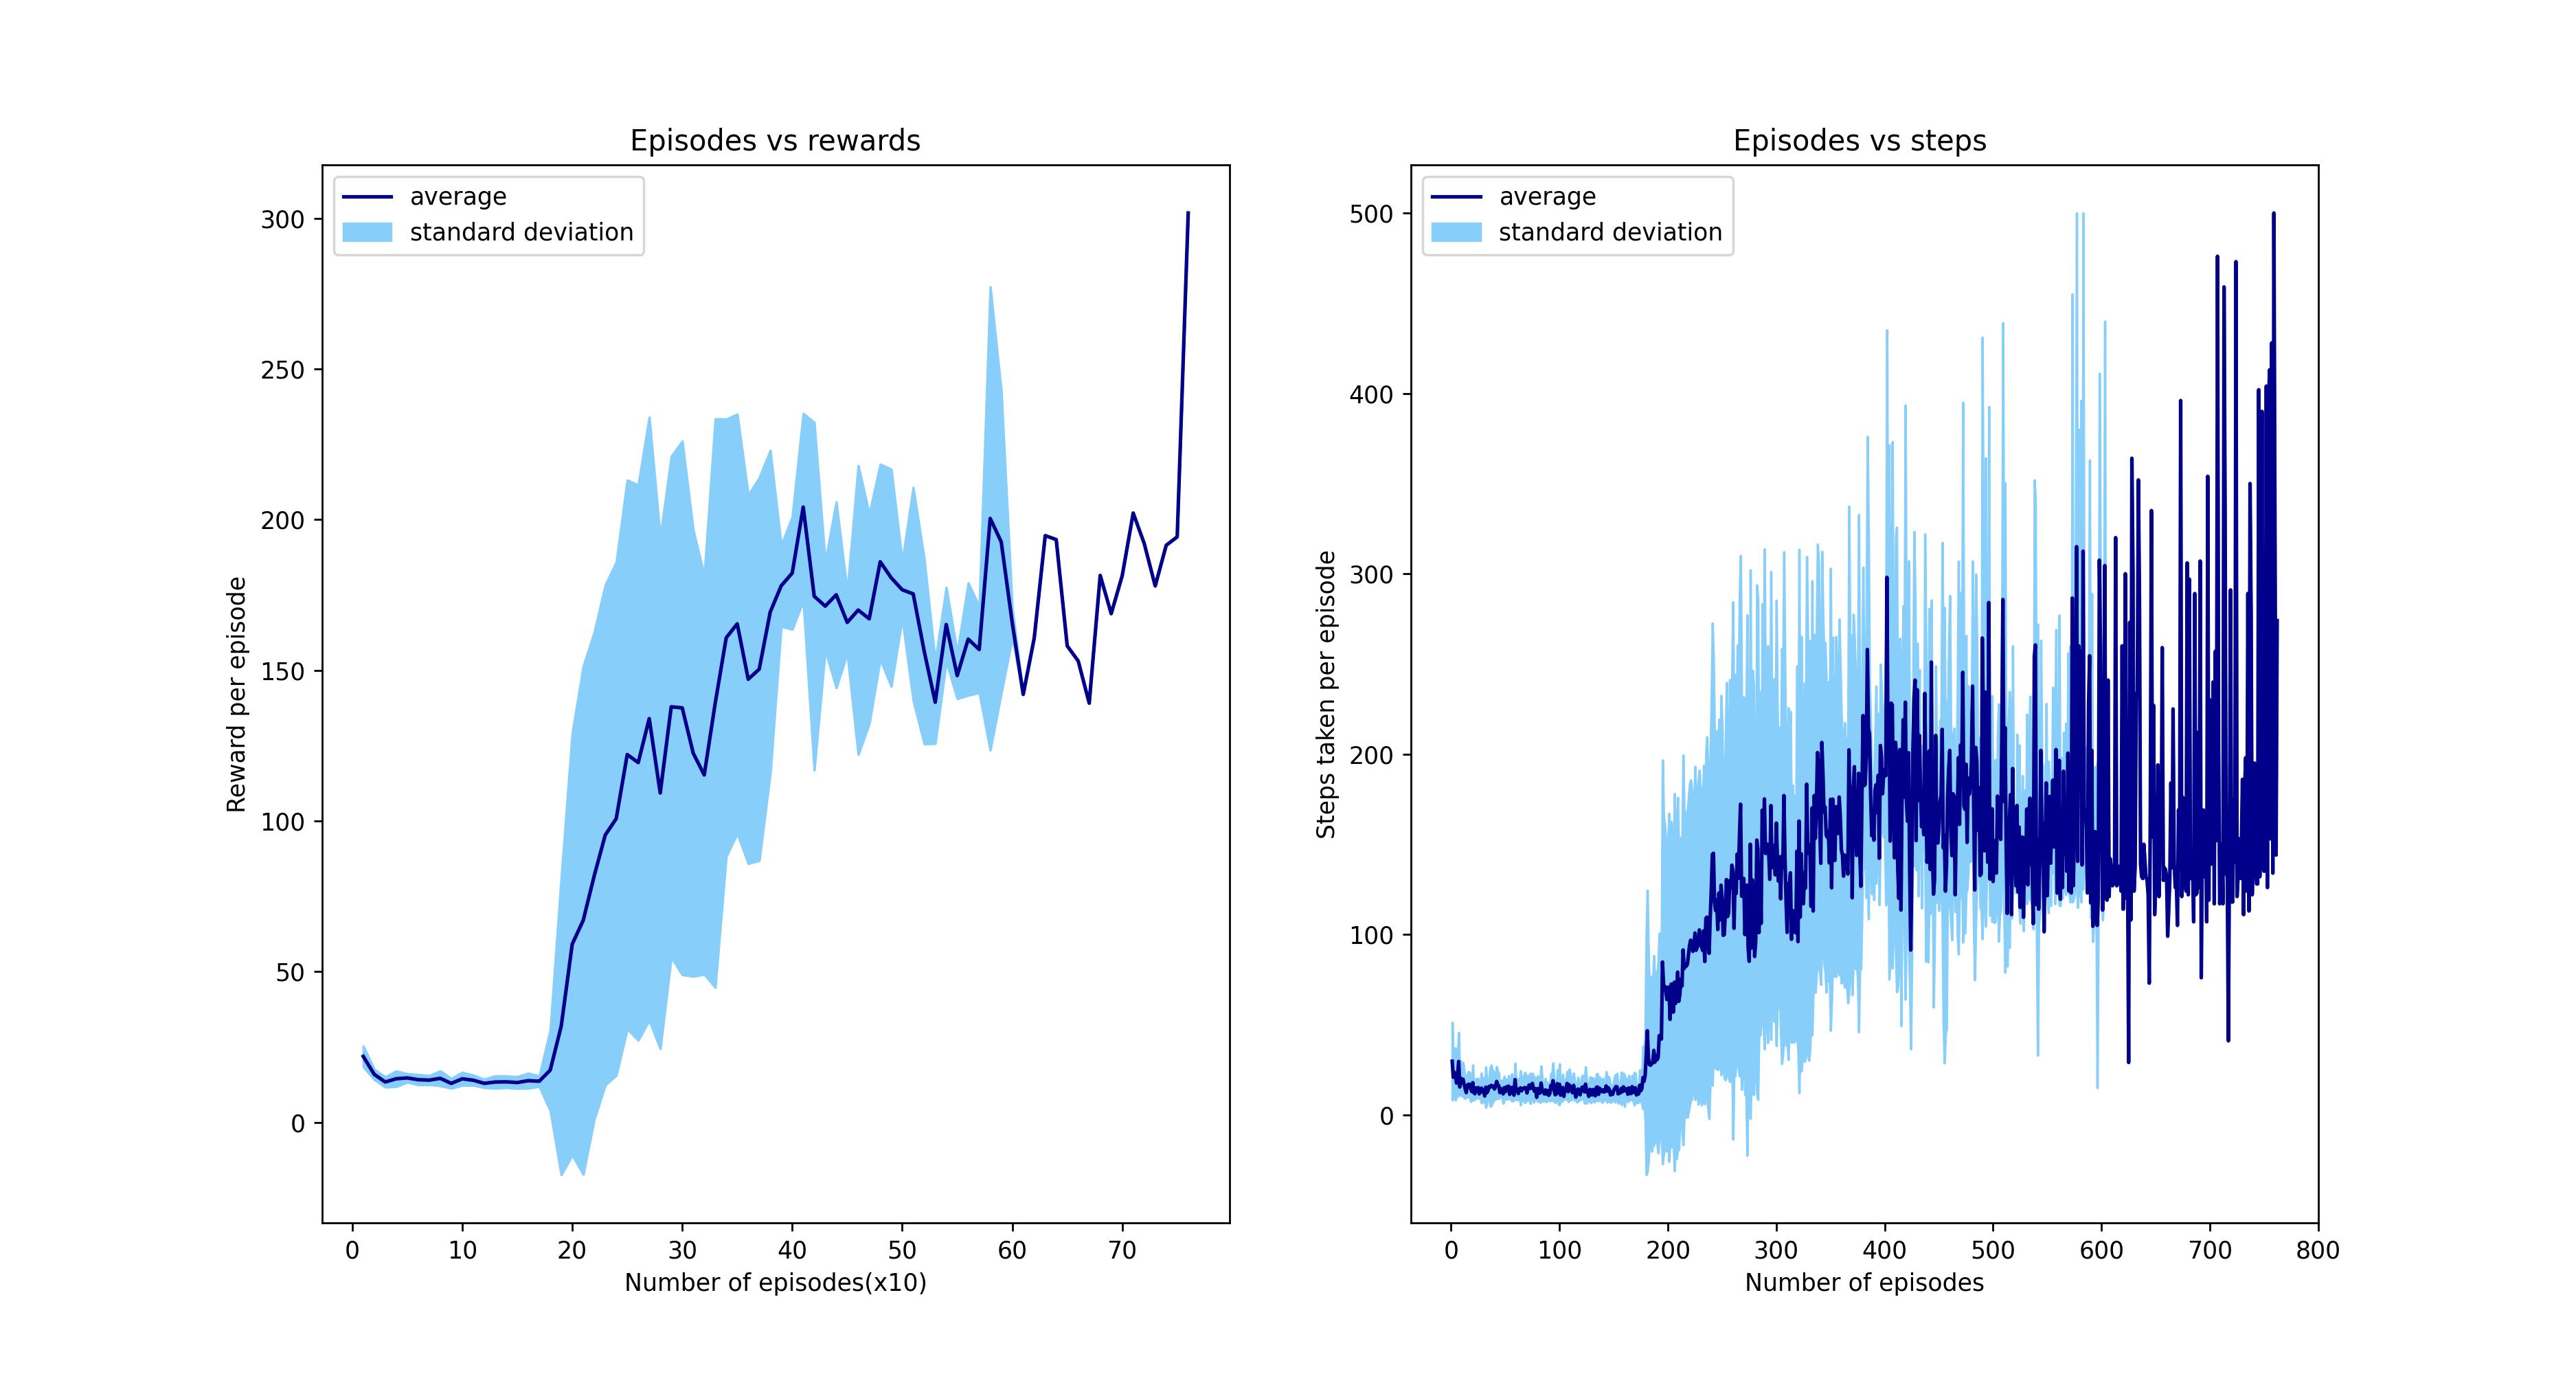 Episodes vs rewards
average
standard deviation
300
250
200
150
100
50
0
Reward per episode
0 10 20 30 40 50 60 70
Number of episodes(x10)
Episodes vs steps
average
standard deviation
500
400
300
200
100
0
Steps taken per episode
0 100 200 300 400 500 600 700 800
Number of episodes